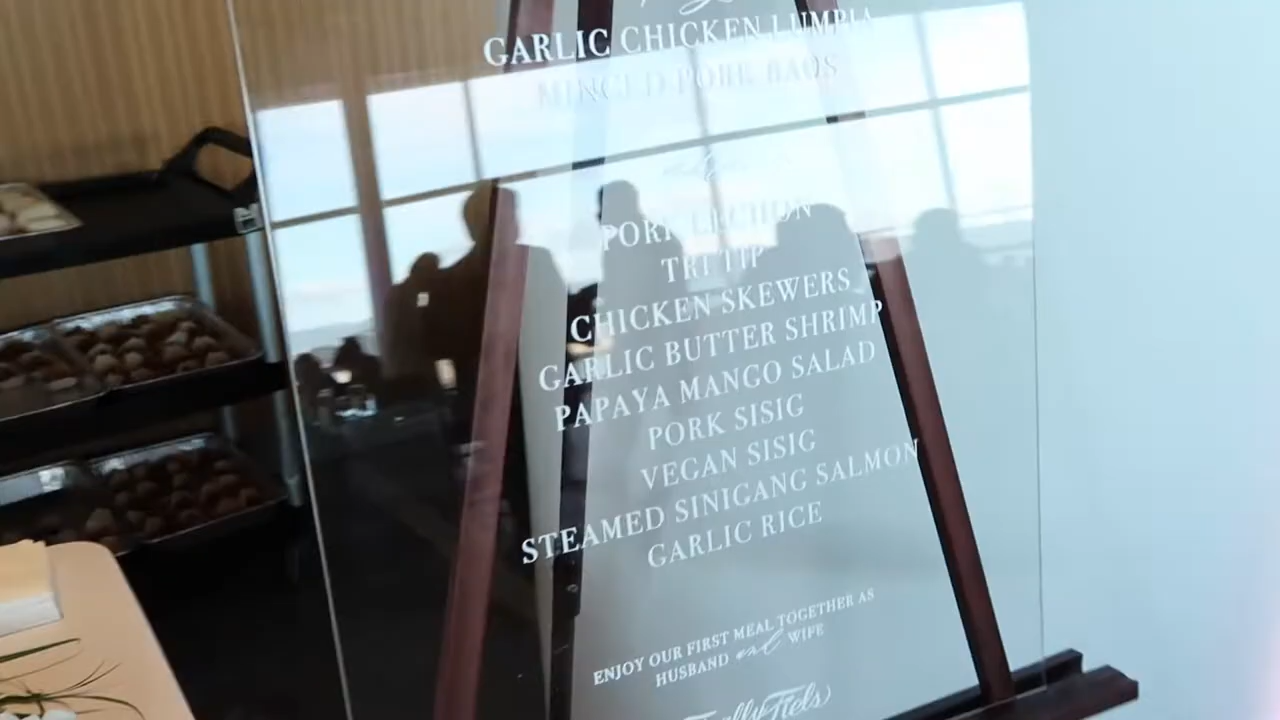 GARLIC CHICKEN LUMPIA
MINCED PORK BAOS
PORK LECHON
TRI TIP
CHICKEN SKEWERS
GARLIC BUTTER SHRIMP
PAPAYA MANGO SALAD
PORK SISIG
VEGAN SISIG
STEAMED SINIGANG SALMON
GARLIC RICE
ENJOY OUR FIRST MEAL TOGETHER AS
HUSBAND and WIFE